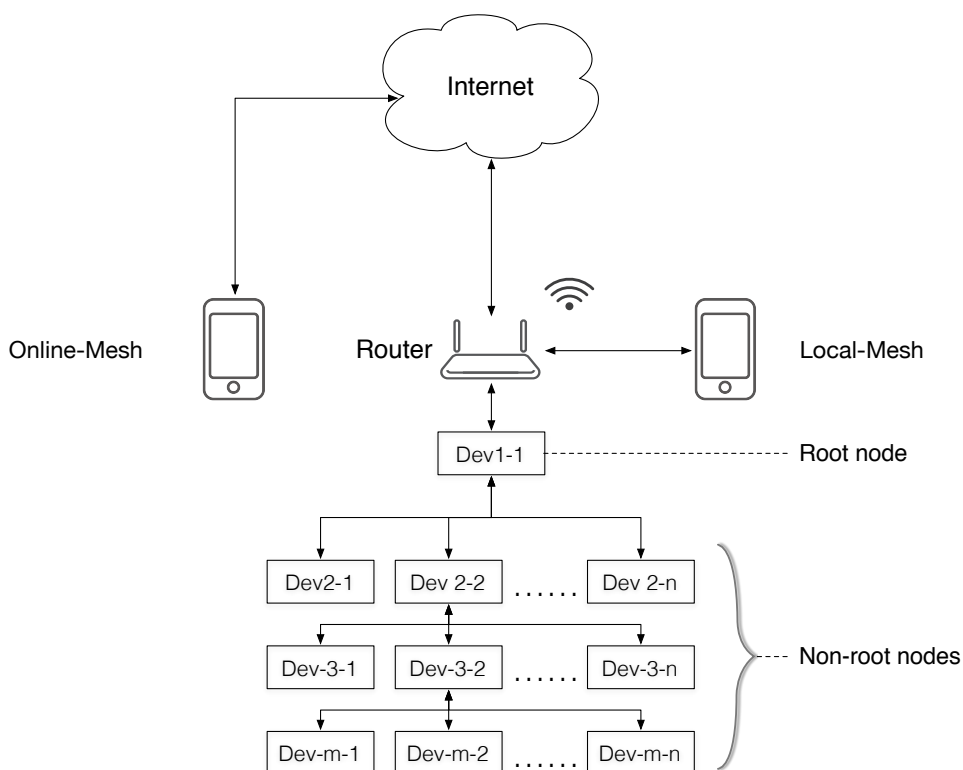 Internet
Online-Mesh
Router
Local-Mesh
Dev1-1
Root node
Dev2-1
Dev 2-2
......
Dev 2-n
Dev-3-1
Dev-3-2
......
Dev-3-n
Non-root nodes
Dev-m-1
Dev-m-2
......
Dev-m-n